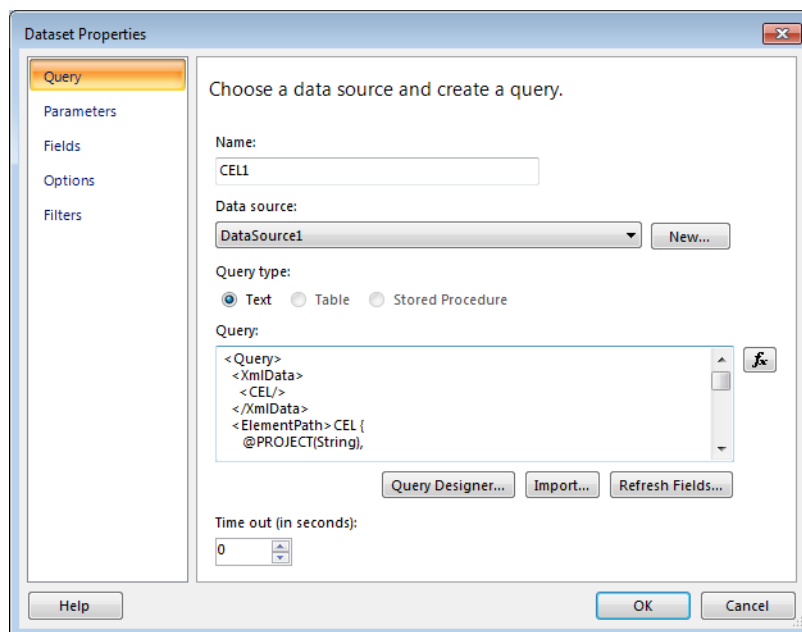 Dataset Properties
Query
Parameters
Fields
Options
Filters
Choose a data source and create a query.
Name:
CEL1
Data source:
DataSource1
New...
Query type:
Text Table Stored Procedure
Query:
<Query>
<XmlData>
<CEL/>
</XmlData>
<ElementPath> CEL {
@PROJECT(String),
fx
Query Designer... Import... Refresh Fields...
Time out (in seconds):
0
Help OK Cancel